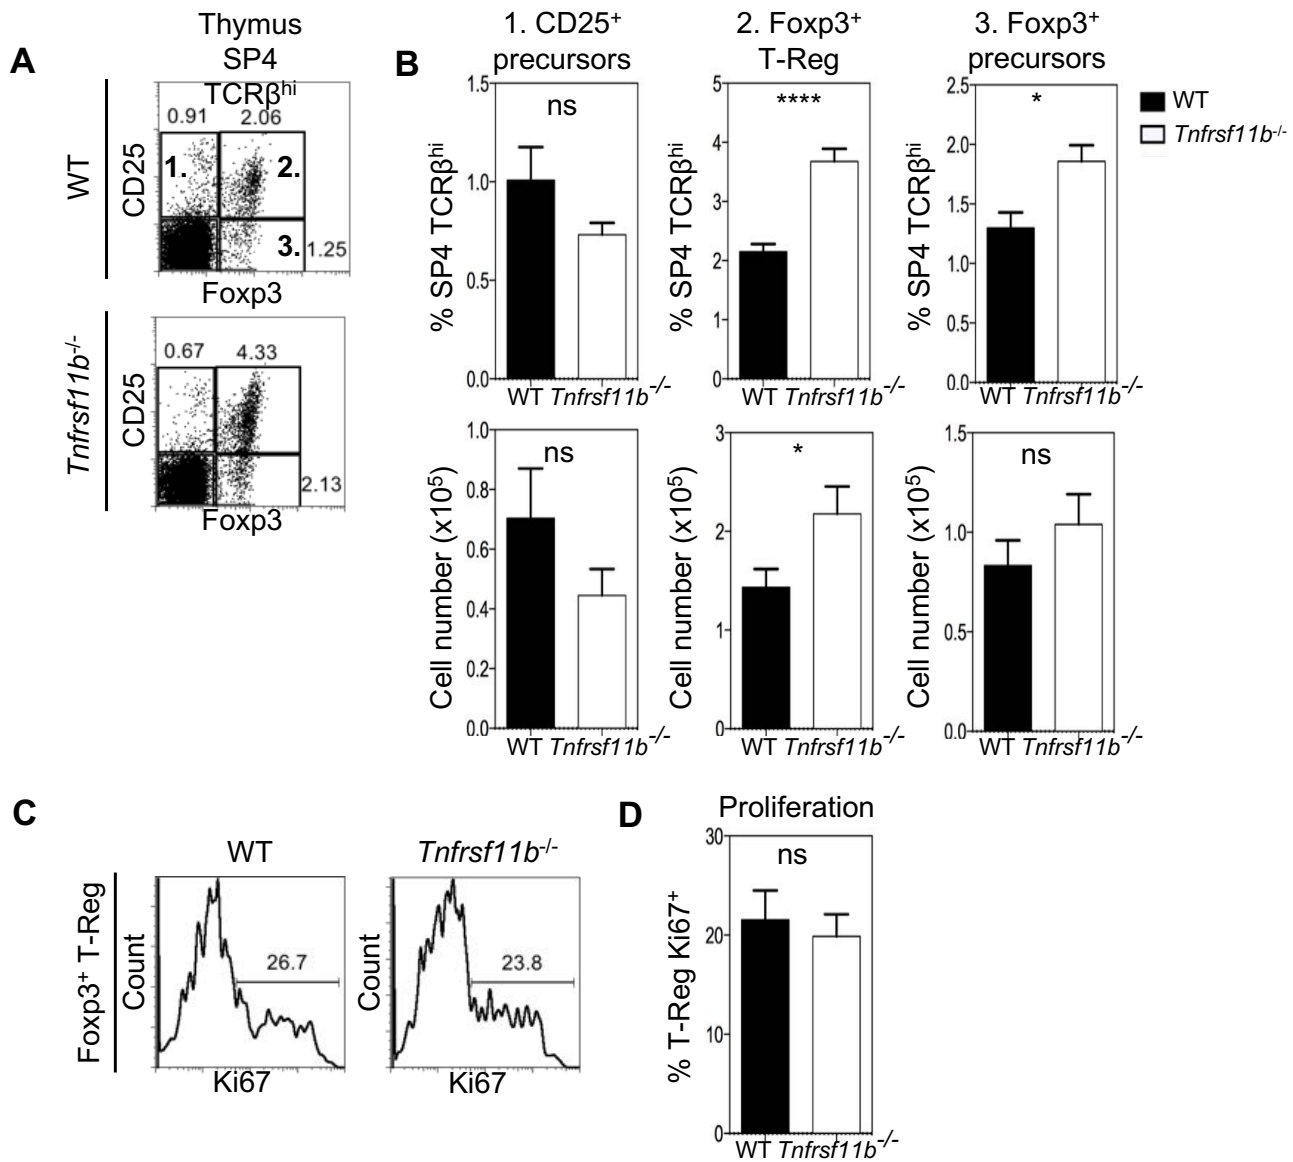 A
Thymus
SP4
TCRβhi
WT
CD25
0.91 2.06
1. 2.
3. 1.25
Foxp3
Tnfrsf11b-/-
CD25
0.67 4.33
2.13
Foxp3
B
1. CD25+
precursors
2. Foxp3+
T-Reg
3. Foxp3+
precursors
WT
Tnfrsf11b-/-
% SP4 TCRβhi
1.5
1.0
0.5
0.0
ns
WT Tnfrsf11b-/-
% SP4 TCRβhi
5
4
3
2
1
0
****
WT Tnfrsf11b-/-
% SP4 TCRβhi
2.5
2.0
1.5
1.0
0.5
0.0
*
WT Tnfrsf11b-/-
Cell number (x105)
1.0
0.8
0.6
0.4
0.2
0.0
ns
WT Tnfrsf11b-/-
Cell number (x105)
3
2
1
0
*
WT Tnfrsf11b-/-
Cell number (x105)
1.5
1.0
0.5
0.0
ns
WT Tnfrsf11b-/-
C
WT
Tnfrsf11b-/-
Foxp3+ T-Reg
Count
26.7
Ki67
Count
23.8
Ki67
D
Proliferation
% T-Reg Ki67+
30
20
10
0
ns
WT Tnfrsf11b-/-